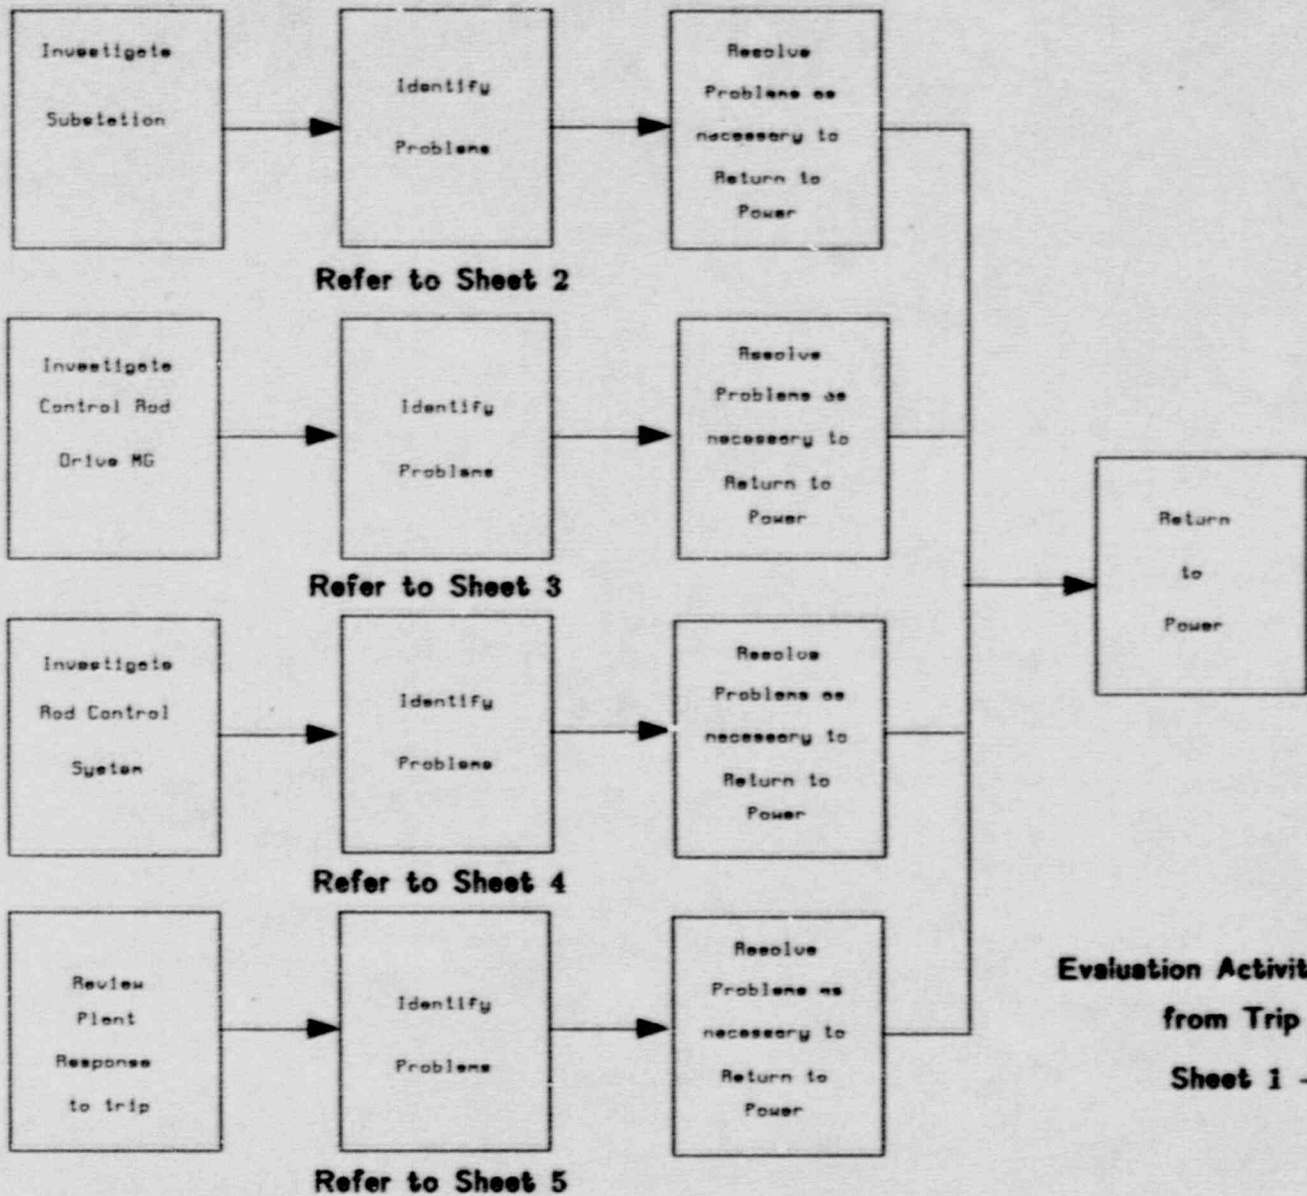 Investigate
Substation
Identify
Problems
Resolve
Problems as
necessary to
Return to
Power
Refer to Sheet 2
Investigate
Control Rod
Drive MG
Identify
Problems
Resolve
Problems as
necessary to
Return to
Power
Refer to Sheet 3
Investigate
Rod Control
System
Identify
Problems
Resolve
Problems as
necessary to
Return to
Power
Refer to Sheet 4
Review
Plant
Response
to trip
Identify
Problems
Resolve
Problems as
necessary to
Return to
Power
Refer to Sheet 5
Return
to
Power
Evaluation Activit
from Trip
Sheet 1 -